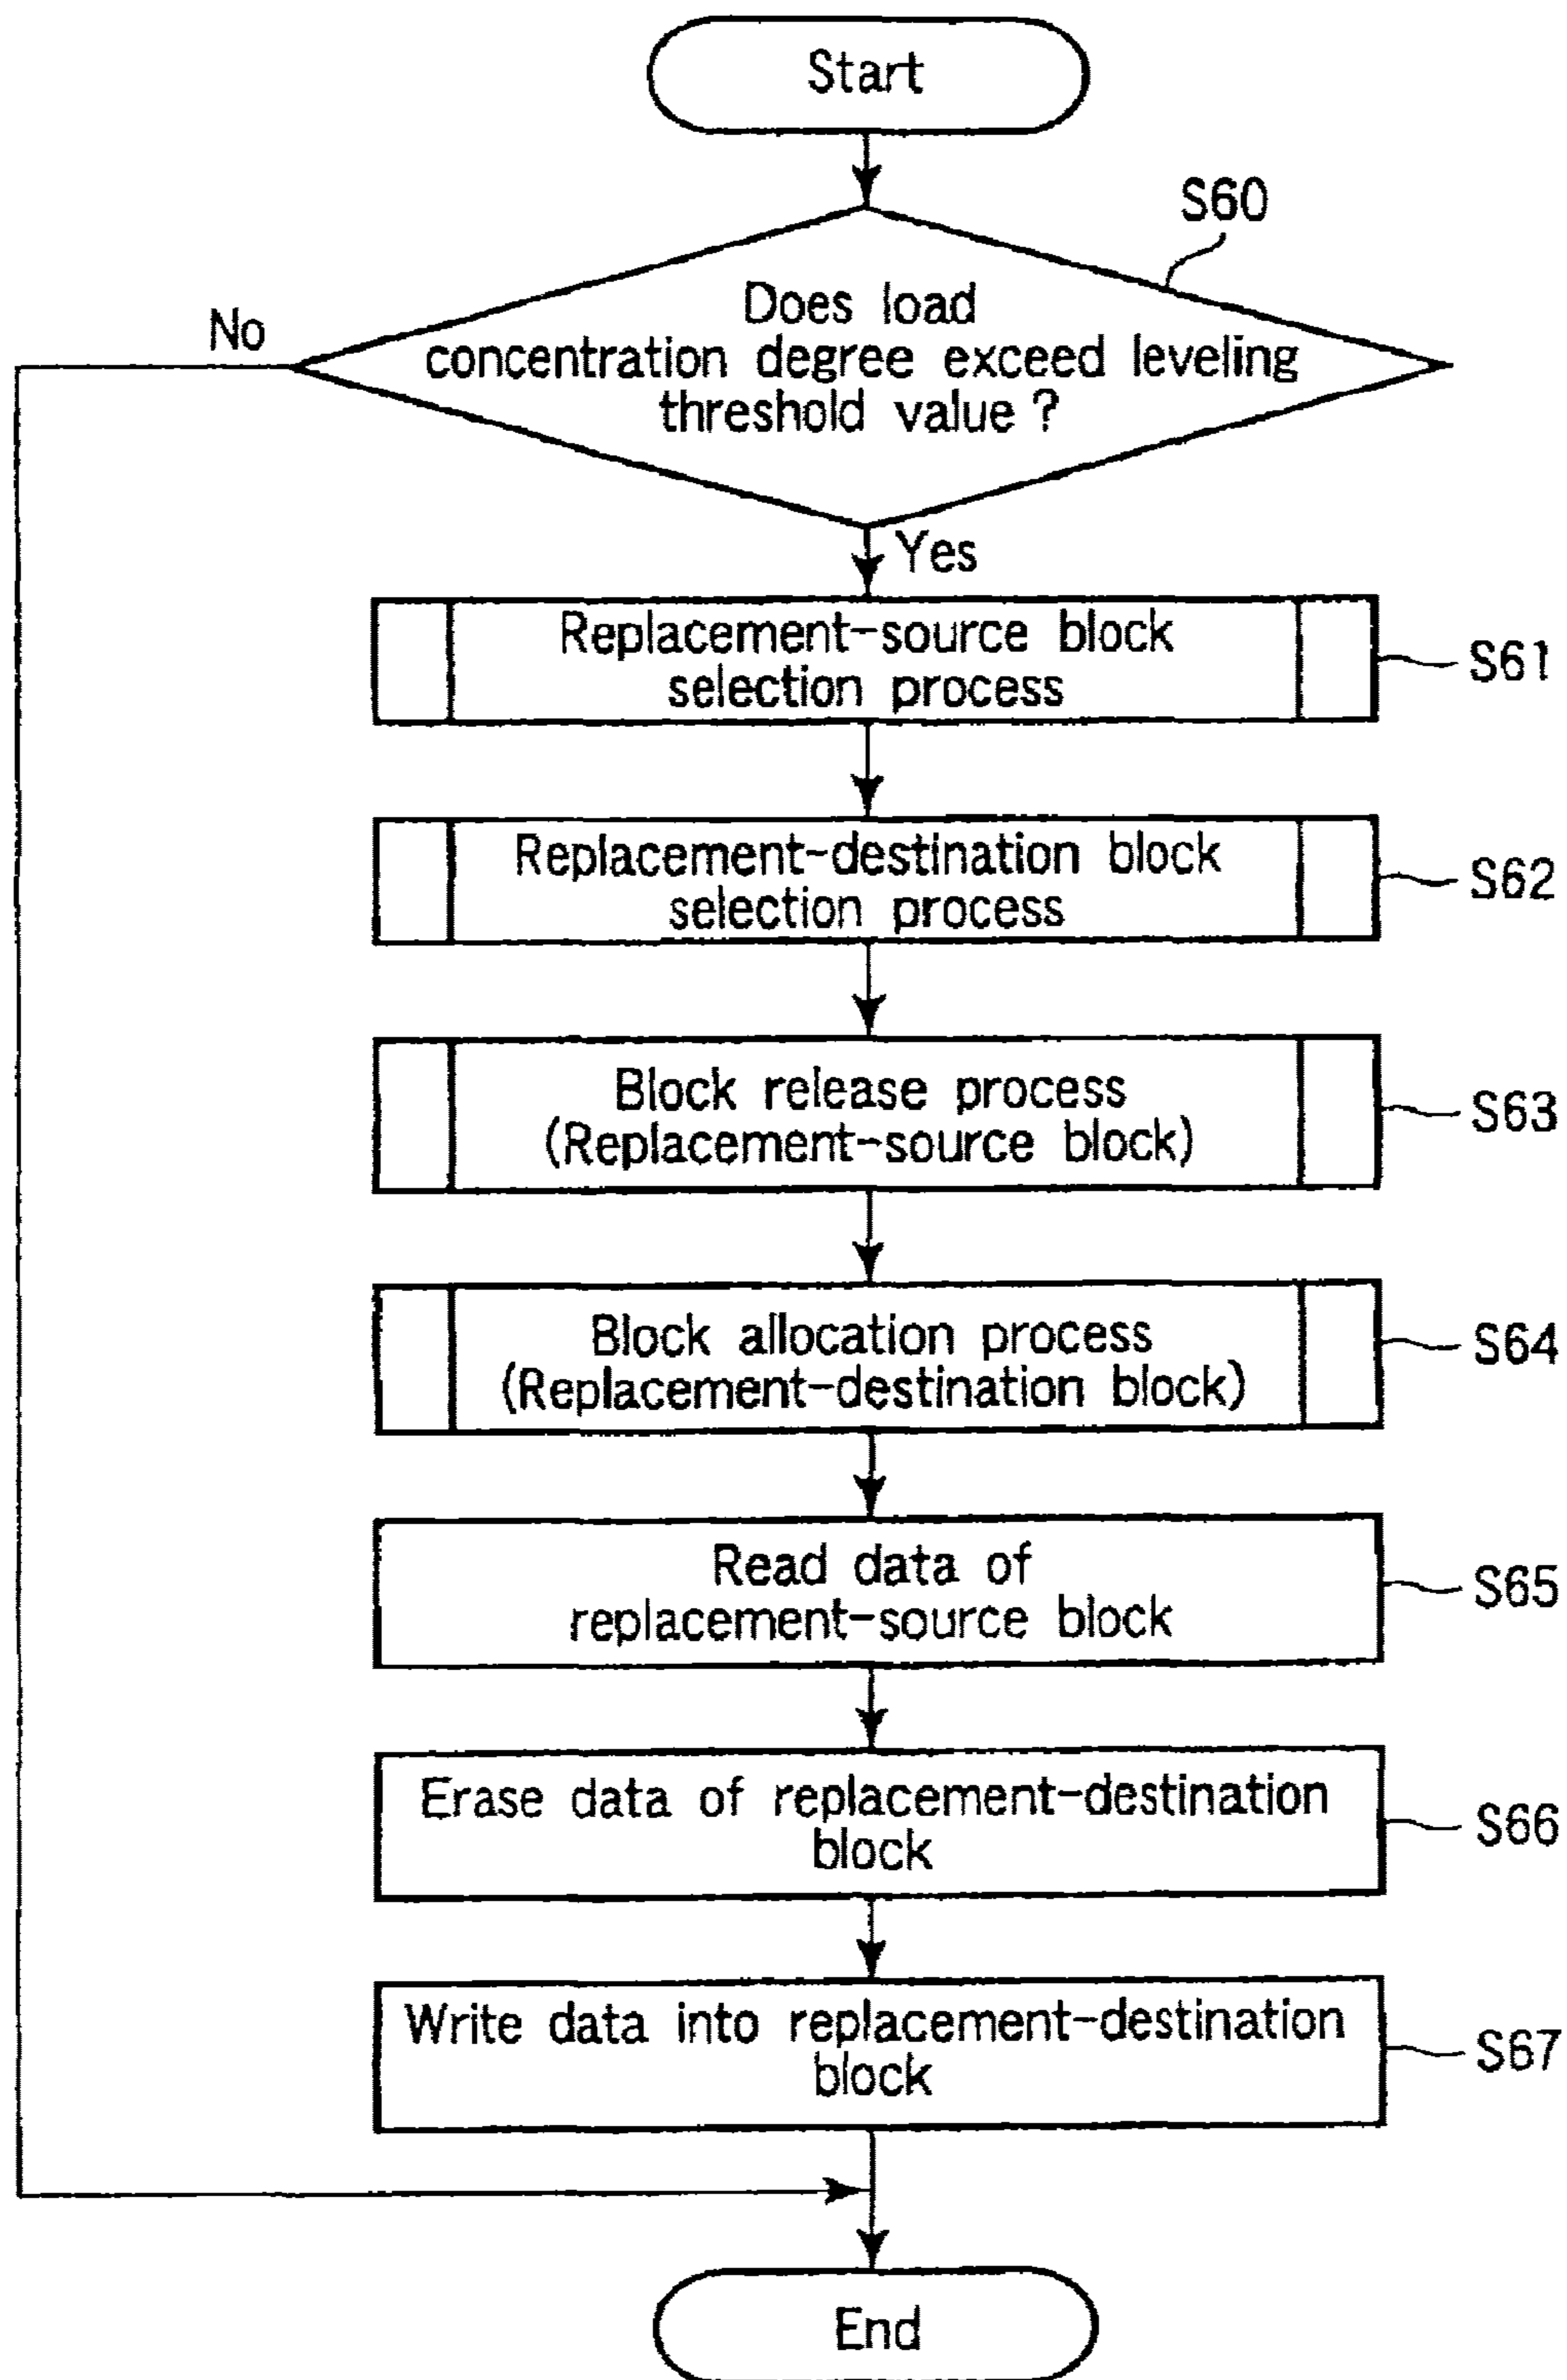 Start
S60
No
Does load
concentration degree exceed leveling
threshold value ?
Yes
Replacement-source block
selection process
S61
Replacement-destination block
selection process
S62
Block release process
(Replacement-source block)
S63
Block allocation process
(Replacement-destination block)
S64
Read data of
replacement-source block
S65
Erase data of replacement-destination
block
S66
Write data into replacement-destination
block
S67
End